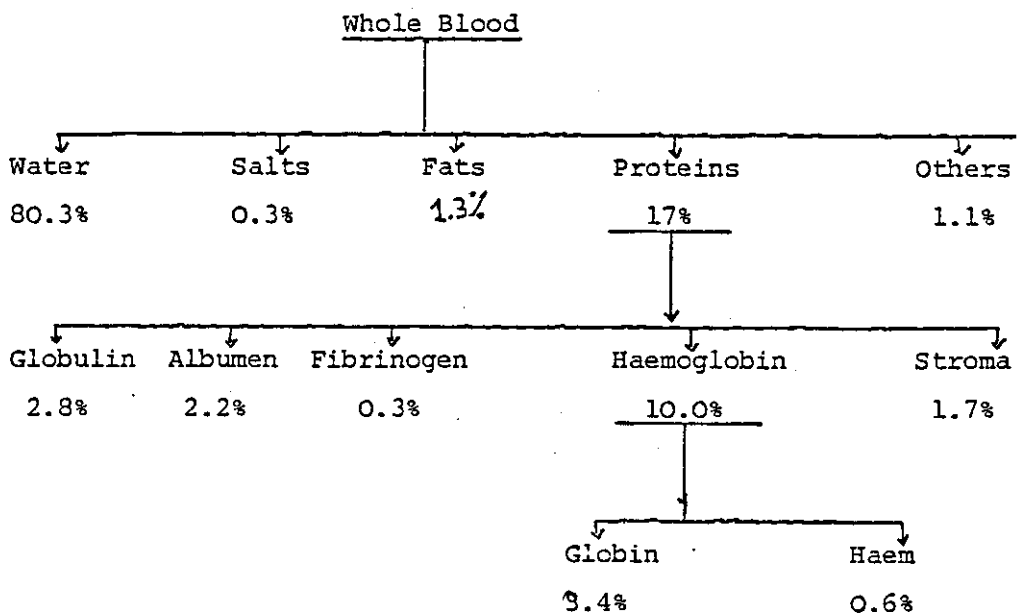 Whole Blood
Water Salts Fats Proteins Others
80.3% 0.3% 1.3% 17% 1.1%
Globulin Albumen Fibrinogen Haemoglobin Stroma
2.8% 2.2% 0.3% 10.0% 1.7%
Globin Haem
9.4% 0.6%